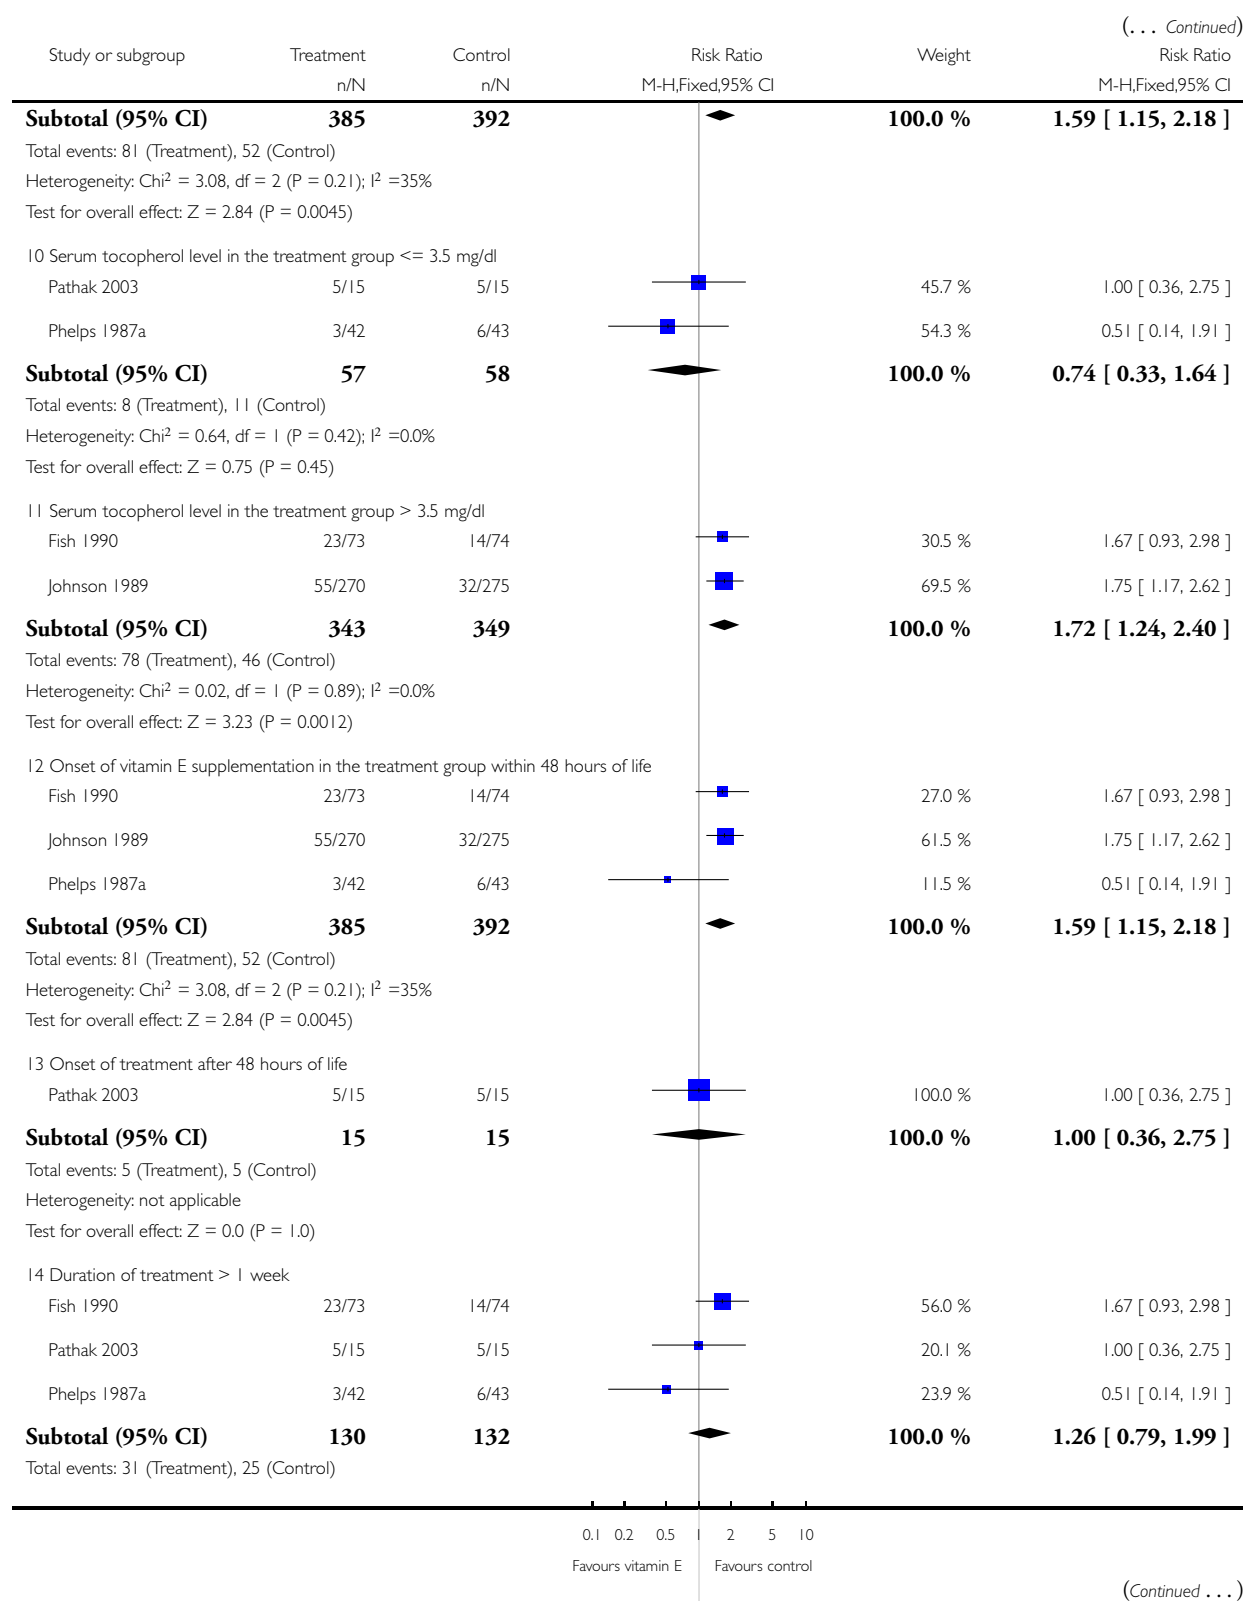 (... Continued)
Study or subgroup Treatment Control Risk Ratio Weight Risk Ratio
n/N n/N M-H,Fixed,95% CI M-H,Fixed,95% CI
Subtotal (95% CI) 385 392 100.0 % 1.59 [ 1.15, 2.18 ]
Total events: 81 (Treatment), 52 (Control)
Heterogeneity: Chi² = 3.08, df = 2 (P = 0.21); I² =35%
Test for overall effect: Z = 2.84 (P = 0.0045)
10 Serum tocopherol level in the treatment group <= 3.5 mg/dl
Pathak 2003 5/15 5/15 45.7 % 1.00 [ 0.36, 2.75 ]
Phelps 1987a 3/42 6/43 54.3 % 0.51 [ 0.14, 1.91 ]
Subtotal (95% CI) 57 58 100.0 % 0.74 [ 0.33, 1.64 ]
Total events: 8 (Treatment), 11 (Control)
Heterogeneity: Chi² = 0.64, df = 1 (P = 0.42); I² =0.0%
Test for overall effect: Z = 0.75 (P = 0.45)
11 Serum tocopherol level in the treatment group > 3.5 mg/dl
Fish 1990 23/73 14/74 30.5 % 1.67 [ 0.93, 2.98 ]
Johnson 1989 55/270 32/275 69.5 % 1.75 [ 1.17, 2.62 ]
Subtotal (95% CI) 343 349 100.0 % 1.72 [ 1.24, 2.40 ]
Total events: 78 (Treatment), 46 (Control)
Heterogeneity: Chi² = 0.02, df = 1 (P = 0.89); I² =0.0%
Test for overall effect: Z = 3.23 (P = 0.0012)
12 Onset of vitamin E supplementation in the treatment group within 48 hours of life
Fish 1990 23/73 14/74 27.0 % 1.67 [ 0.93, 2.98 ]
Johnson 1989 55/270 32/275 61.5 % 1.75 [ 1.17, 2.62 ]
Phelps 1987a 3/42 6/43 11.5 % 0.51 [ 0.14, 1.91 ]
Subtotal (95% CI) 385 392 100.0 % 1.59 [ 1.15, 2.18 ]
Total events: 81 (Treatment), 52 (Control)
Heterogeneity: Chi² = 3.08, df = 2 (P = 0.21); I² =35%
Test for overall effect: Z = 2.84 (P = 0.0045)
13 Onset of treatment after 48 hours of life
Pathak 2003 5/15 5/15 100.0 % 1.00 [ 0.36, 2.75 ]
Subtotal (95% CI) 15 15 100.0 % 1.00 [ 0.36, 2.75 ]
Total events: 5 (Treatment), 5 (Control)
Heterogeneity: not applicable
Test for overall effect: Z = 0.0 (P = 1.0)
14 Duration of treatment > 1 week
Fish 1990 23/73 14/74 56.0 % 1.67 [ 0.93, 2.98 ]
Pathak 2003 5/15 5/15 20.1 % 1.00 [ 0.36, 2.75 ]
Phelps 1987a 3/42 6/43 23.9 % 0.51 [ 0.14, 1.91 ]
Subtotal (95% CI) 130 132 100.0 % 1.26 [ 0.79, 1.99 ]
Total events: 31 (Treatment), 25 (Control)
0.1 0.2 0.5 1 2 5 10
Favours vitamin E Favours control
(Continued ...)